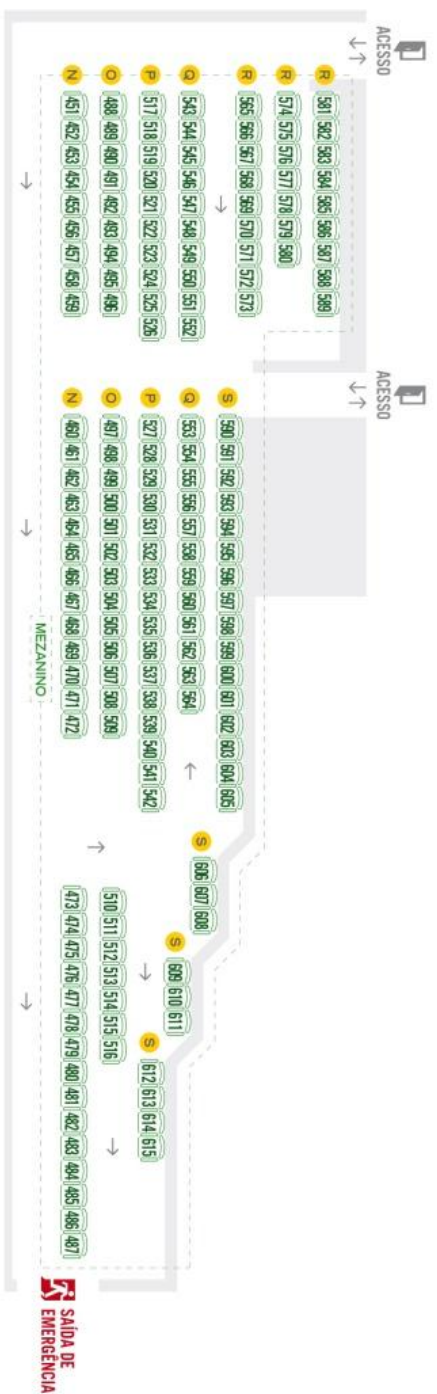 ACESSO
ACESSO
R 581 582 583 584 585 586 587 588 589
R 574 575 576 577 578 579 580
R 565 566 567 568 569 570 571 572 573
S 590 591 592 593 594 595 596 597 598 599 600 601 602 603 604 605
S 606 607 608
Q 543 544 545 546 547 548 549 550 551 552
Q 553 554 555 556 557 558 559 560 561 562 563 564
S 609 610 611
P 517 518 519 520 521 522 523 524 525 526
P 527 528 529 530 531 532 533 534 535 536 537 538 539 540 541 542
S 612 613 614 615
O 488 489 490 491 492 493 494 495 496
O 497 498 499 500 501 502 503 504 505 506 507 508 509
510 511 512 513 514 515 516
N 451 452 453 454 455 456 457 458 459
N 460 461 462 463 464 465 466 467 468 469 470 471 472
473 474 475 476 477 478 479 480 481 482 483 484 485 486 487
MEZANINO
SAÍDA DE
EMERGÊNCIA